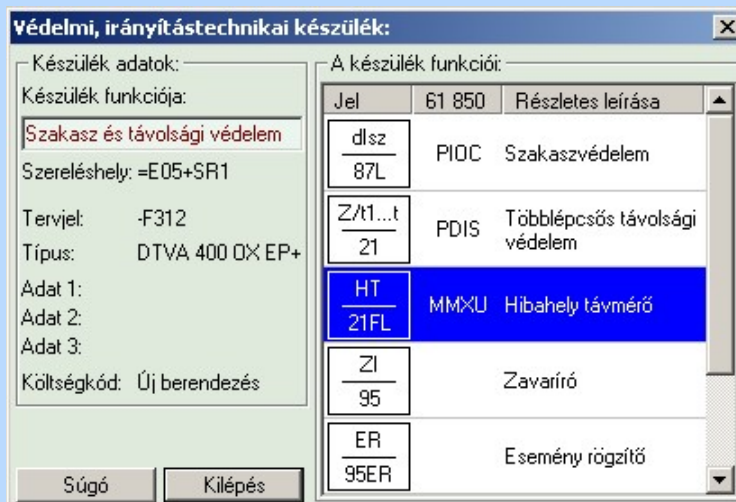 Védelmi, irányítástechnikai készülék:
Készülék adatok:
Készülék funkciója:
Szakasz és távolsági védelem
Szereléshely: =E05+SR1
Tervjel: -F312
Típus: DTVA 400 OX EP+
Adat 1:
Adat 2:
Adat 3:
Költségkód: Új berendezés
Súgó Kilépés
A készülék funkciói:
Jel 61 850 Részletes leírása
dIsz
87L PIOC Szakaszvédelem
Z/t1...t
21 PDIS Többlépcsős távolsági
védelem
HT
21FL MMXU Hibahely távmérő
ZI
95 Zavaríró
ER
95ER Esemény rögzítő